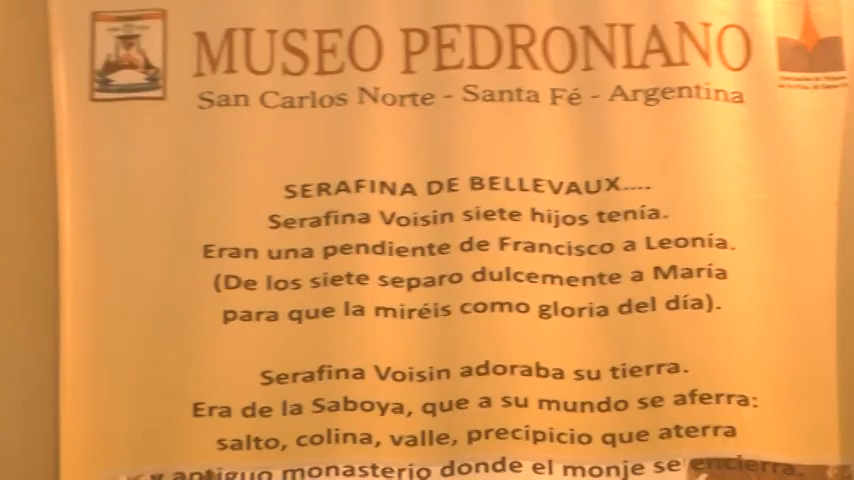 MUSEO PEDRONIANO
San Carlos Norte - Santa Fé - Argentina
SERAFINA DE BELLEVAUX....
Serafina Voisin siete hijos tenía.
Eran una pendiente de Francisco a Leonía.
(De los siete separo dulcemente a María
para que la miréis como gloria del día).
Serafina Voisin adoraba su tierra.
Era de la Saboya, que a su mundo se aferra:
salto, colina, valle, precipicio que aterra
y antiguo monasterio donde el monje se encierra.